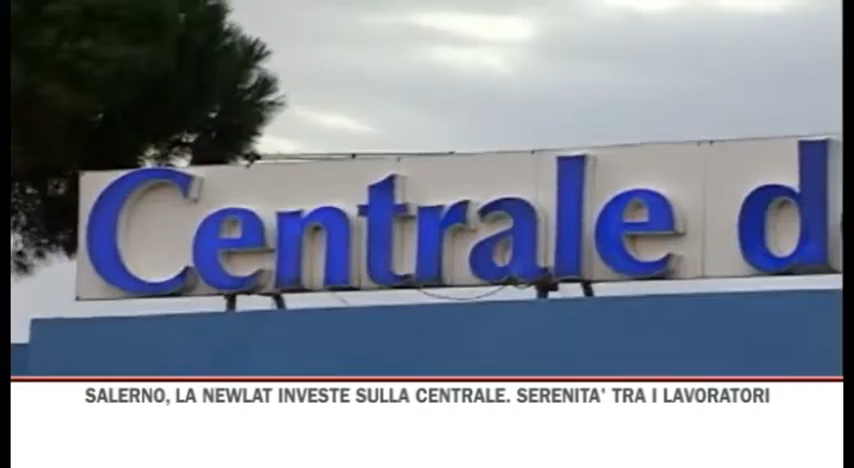 Centrale d
SALERNO, LA NEWLAT INVESTE SULLA CENTRALE. SERENITA' TRA I LAVORATORI